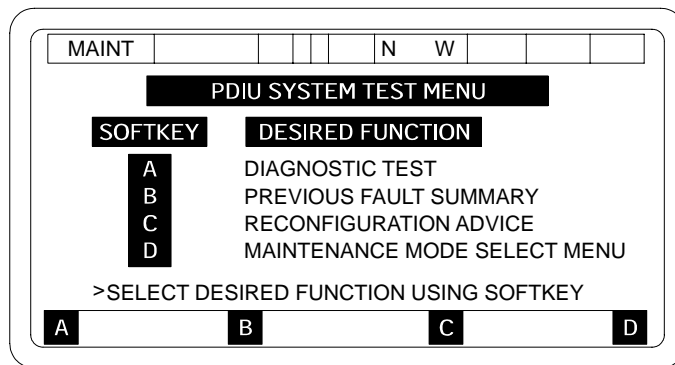 MAINT N W
PDIU SYSTEM TEST MENU
SOFTKEY DESIRED FUNCTION
A DIAGNOSTIC TEST
B PREVIOUS FAULT SUMMARY
C RECONFIGURATION ADVICE
D MAINTENANCE MODE SELECT MENU
>SELECT DESIRED FUNCTION USING SOFTKEY
A B C D